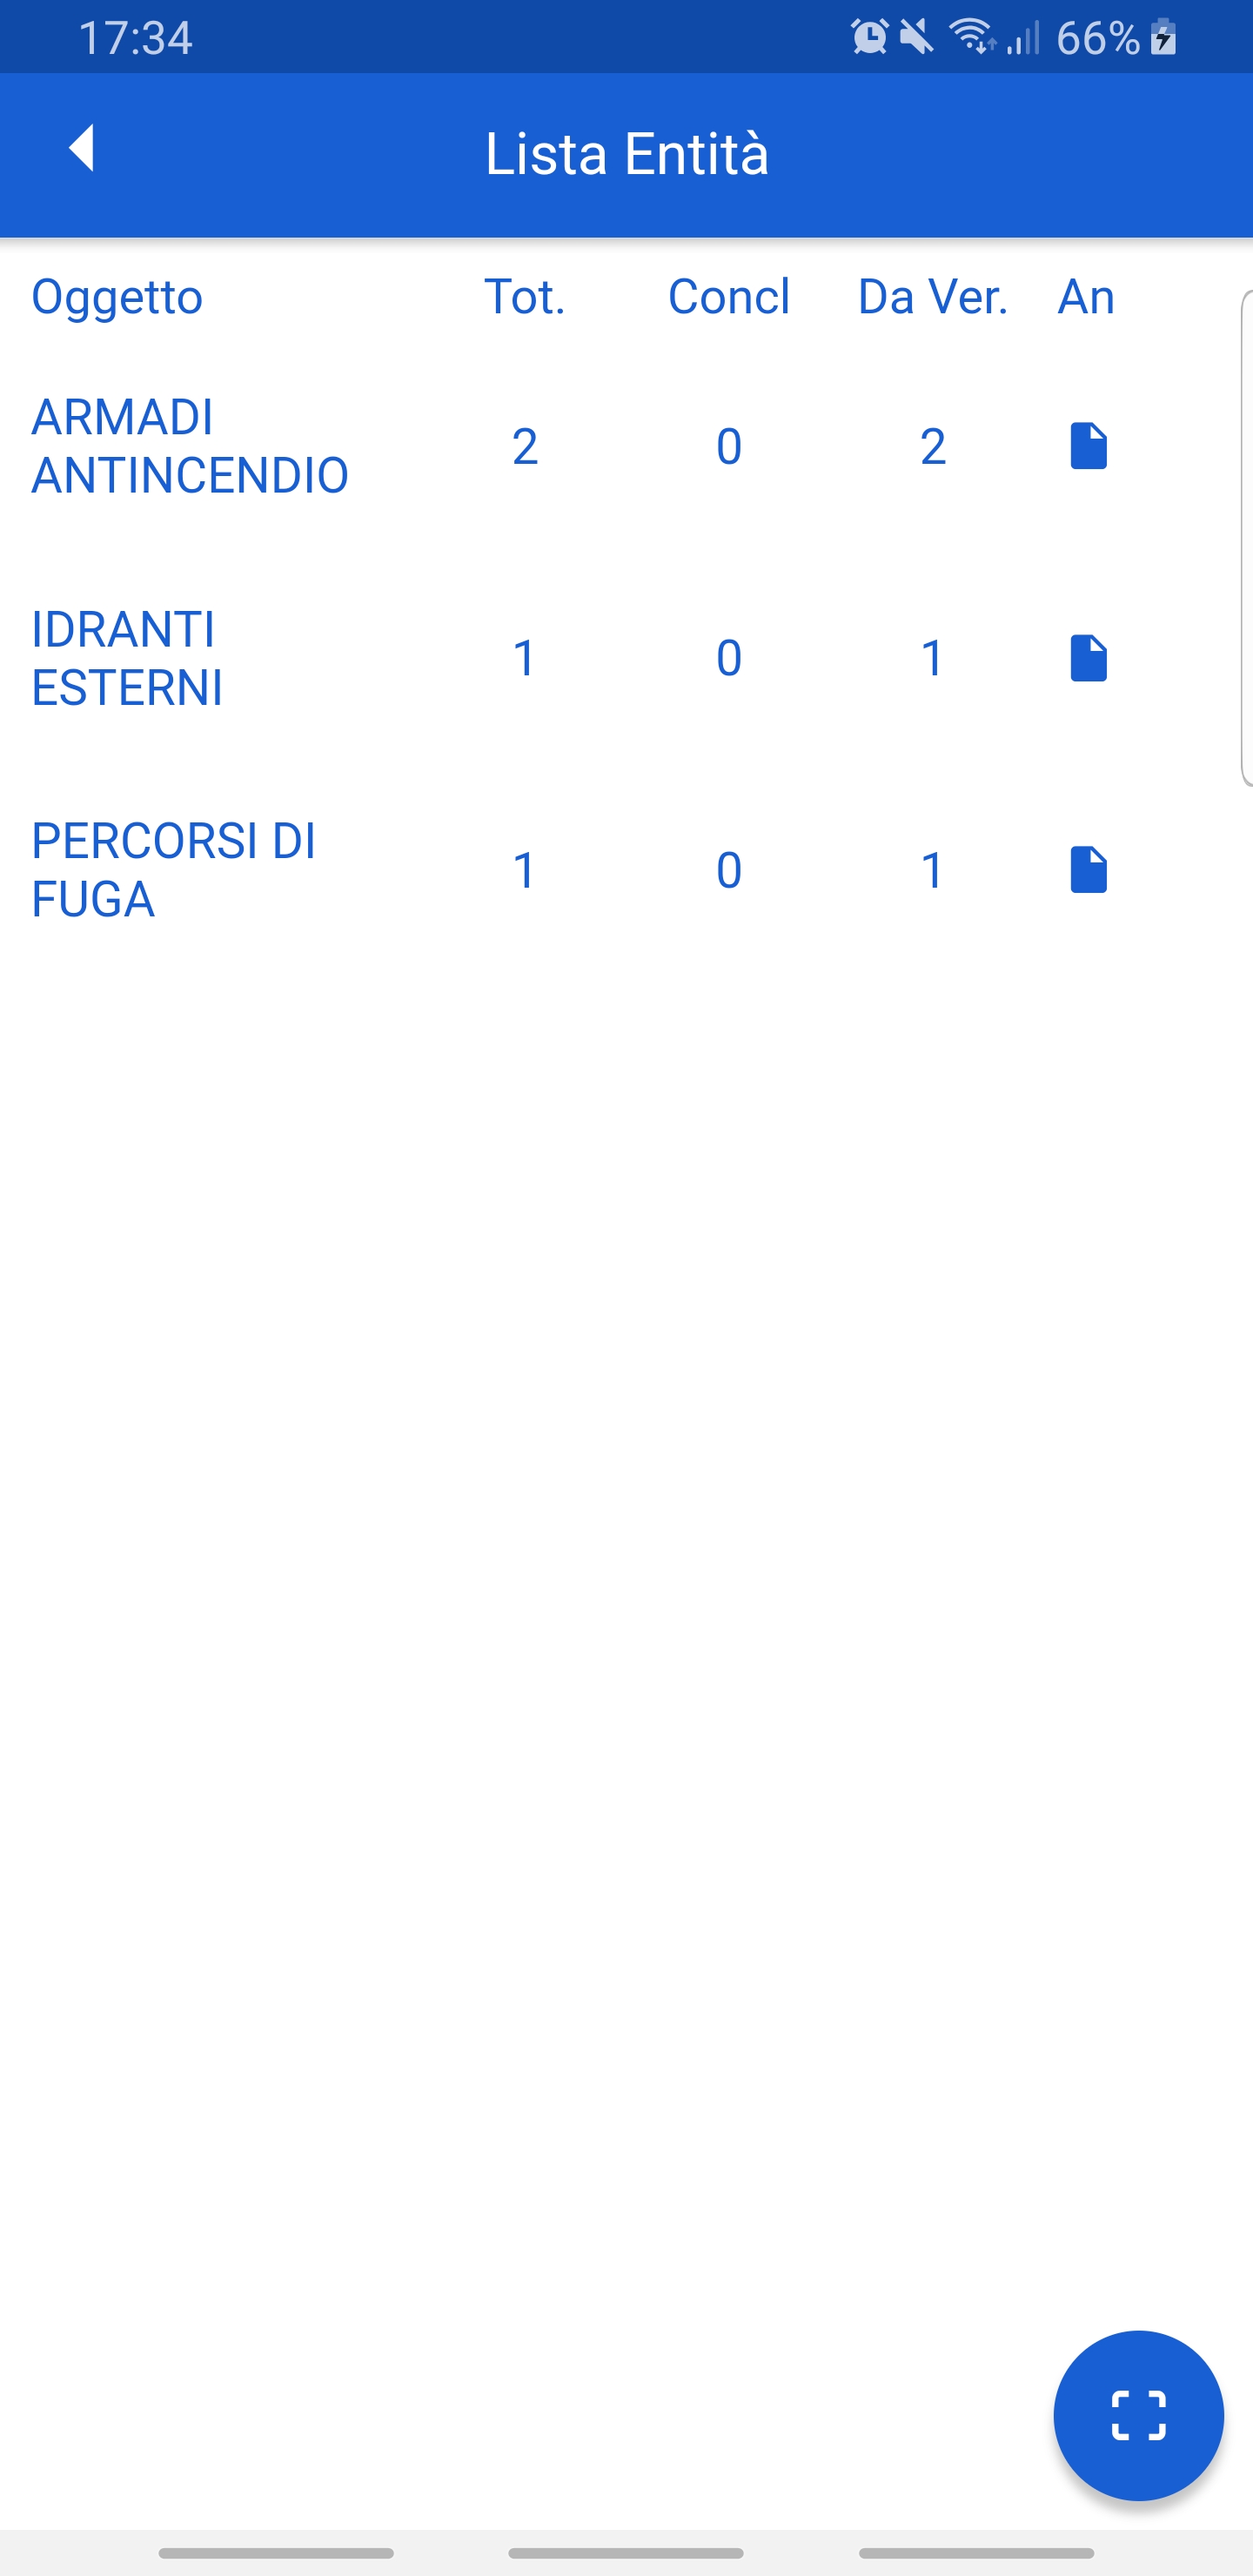 17:34 66%
Lista Entità
Oggetto Tot. Concl Da Ver. An
ARMADI
ANTINCENDIO 2 0 2
IDRANTI
ESTERNI 1 0 1
PERCORSI DI
FUGA 1 0 1